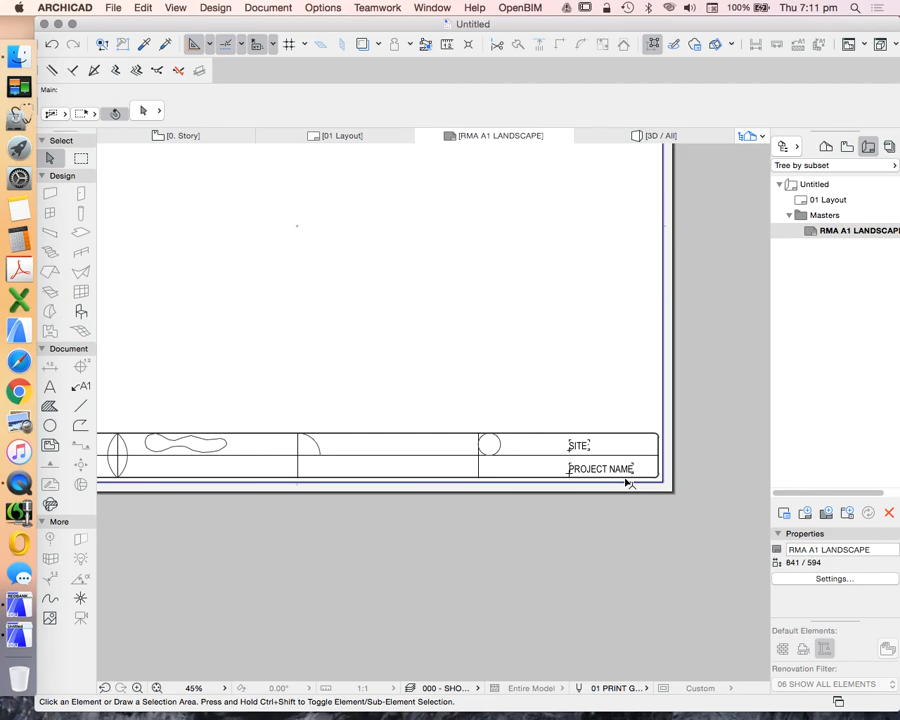 ARCHICAD File Edit View Design Document Options Teamwork Window Help OpenBIM 100% Thu 7:11 pm
Untitled
Main:
[0. Story] [01 Layout] [RMA A1 LANDSCAPE] [3D / All]
Select
Design
Document
More
Tree by subset
Untitled
01 Layout
Masters
RMA A1 LANDSCAPE
SITE
PROJECT NAME
Properties
RMA A1 LANDSCAPE
841 / 594
Settings...
Default Elements:
Renovation Filter:
06 SHOW ALL ELEMENTS
45% 0.00° 1:1 000 - SHO... Entire Model 01 PRINT G... Custom
Click an Element or Draw a Selection Area. Press and Hold Ctrl+Shift to Toggle Element/Sub-Element Selection.